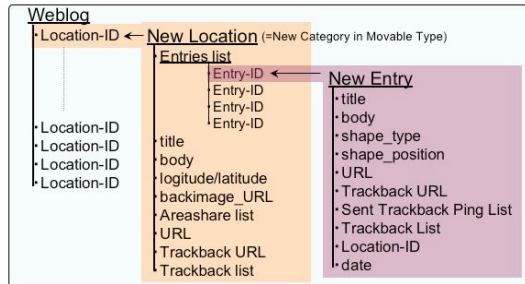 Weblog
Location-ID
Location-ID
Location-ID
Location-ID
Location-ID
New Location (=New Category in Movable Type)
Entries list
Entry-ID
Entry-ID
Entry-ID
Entry-ID
title
body
logitude/latitude
backimage_URL
Areashare list
URL
Trackback URL
Trackback list
New Entry
title
body
shape_type
shape_position
URL
Trackback URL
Sent Trackback Ping List
Trackback List
Location-ID
date